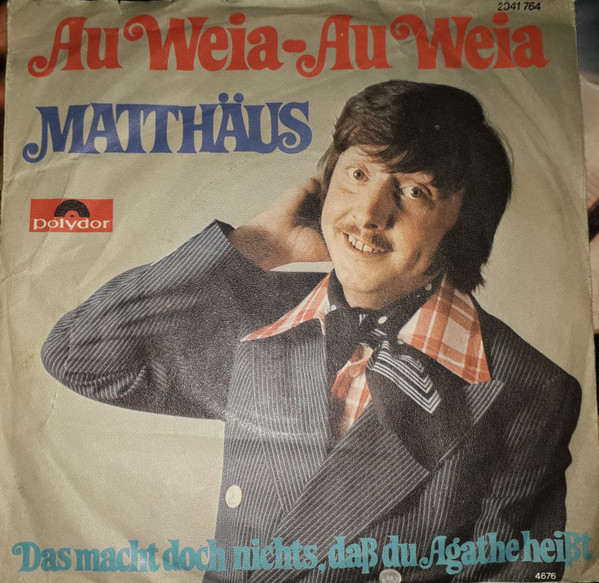 2041 764
Au Weia-Au Weia
MATTHÄUS
polydor
Das macht doch nichts, daß du Agathe heißt
4676